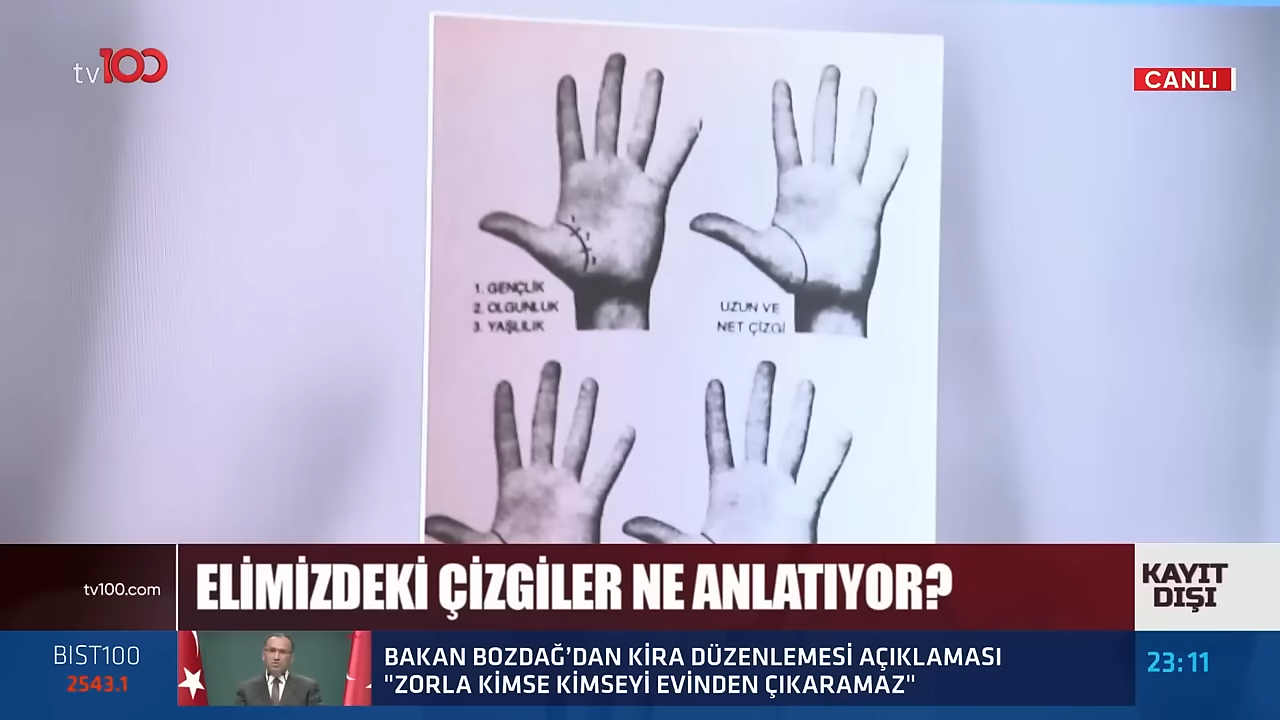 tv100
CANLI
1. GENÇLİK
2. OLGUNLUK
3. YAŞLILIK
UZUN VE
NET ÇİZGİ
tv100.com
ELİMİZDEKİ ÇİZGİLER NE ANLATIYOR?
KAYIT
DIŞI
BIST100
2543.1
BAKAN BOZDAĞ’DAN KİRA DÜZENLEMESİ AÇIKLAMASI
"ZORLA KİMSE KİMSEYİ EVİNDEN ÇIKARAMAZ"
23:11